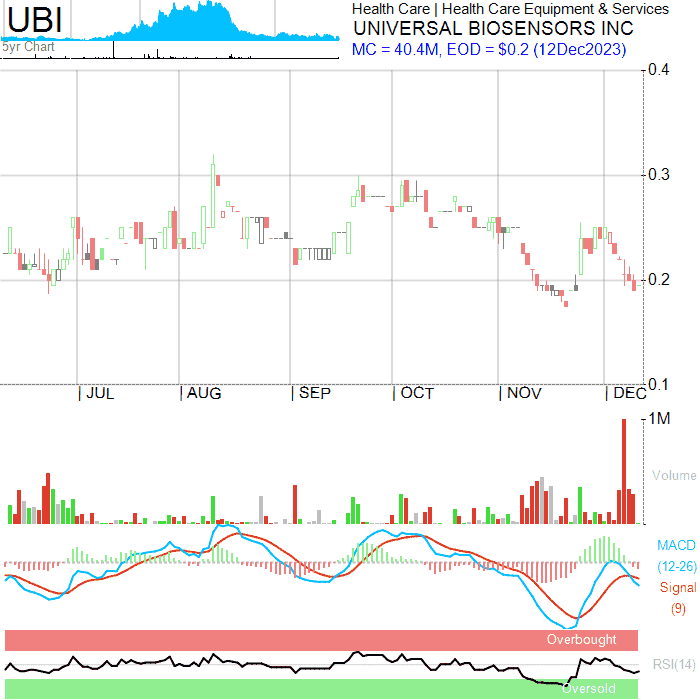 UBI
5yr Chart
Health Care | Health Care Equipment & Services
UNIVERSAL BIOSENSORS INC
MC = 40.4M, EOD = $0.2 (12Dec2023)
0.4
0.3
0.2
0.1
| JUL | AUG | SEP | OCT | NOV | DEC
1M
Volume
MACD
(12-26)
Signal
(9)
Overbought
RSI(14)
Oversold